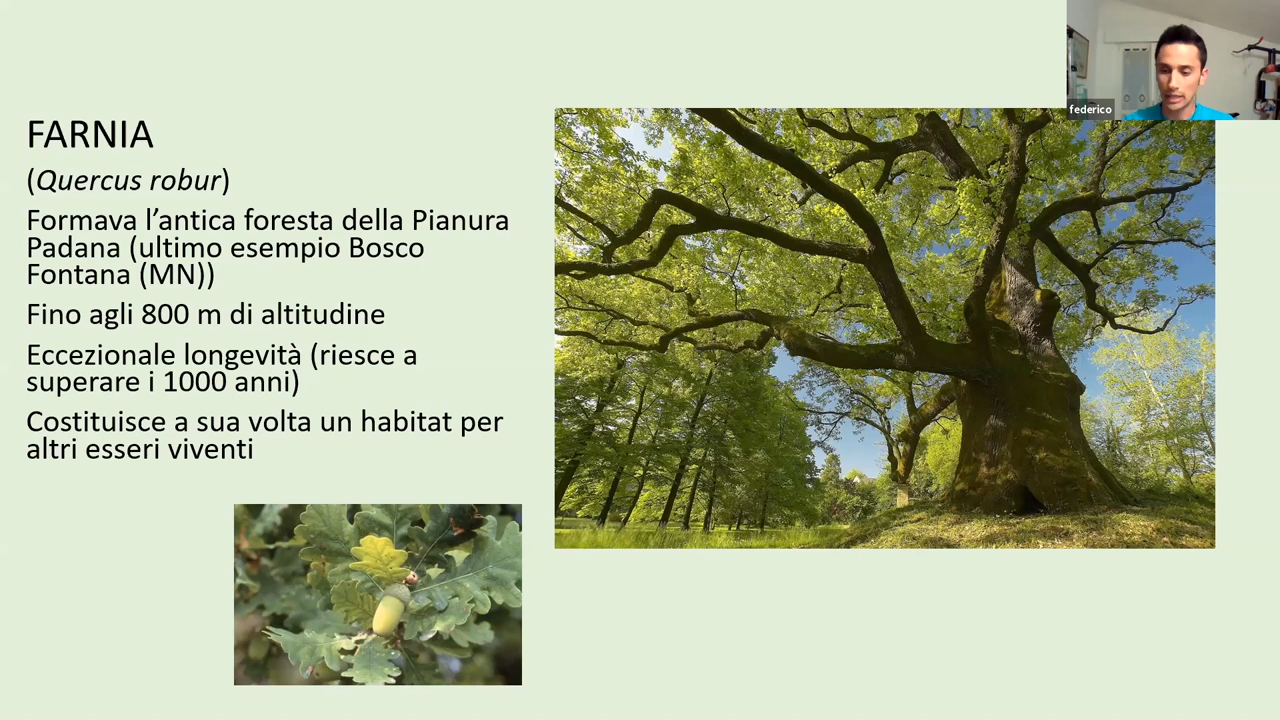 federico
FARNIA
(Quercus robur)
Formava l’antica foresta della Pianura
Padana (ultimo esempio Bosco
Fontana (MN))
Fino agli 800 m di altitudine
Eccezionale longevità (riesce a
superare i 1000 anni)
Costituisce a sua volta un habitat per
altri esseri viventi